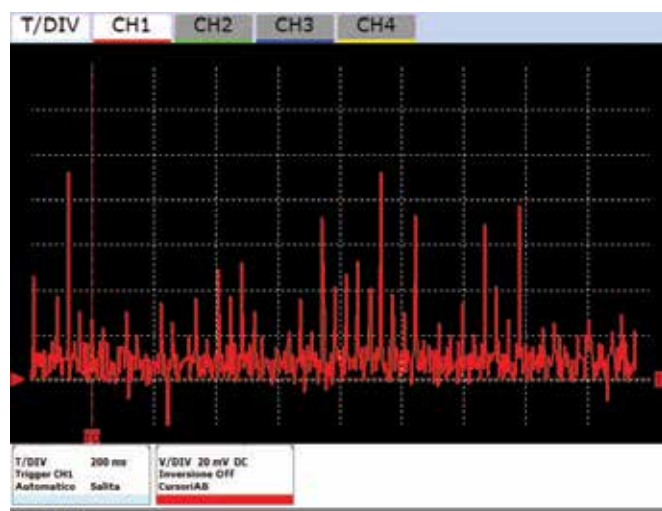 T/DIV CH1 CH2 CH3 CH4
T/DIV 200 ms
Trigger CH1
Automatico Salita
V/DIV 20 mV DC
Inversione Off
CursoriAB